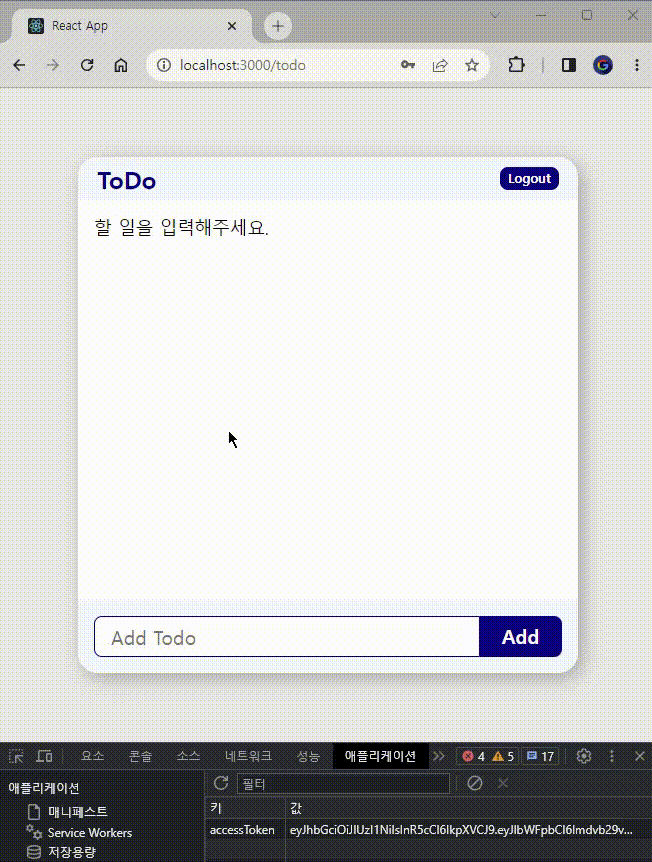 React App
localhost:3000/todo
ToDo
Logout
할 일을 입력해주세요.
Add Todo
Add
요소 콘솔 소스 네트워크 성능 애플리케이션 4 5 17
애플리케이션
필터
매니페스트
키 값
Service Workers
accessToken
저장용량